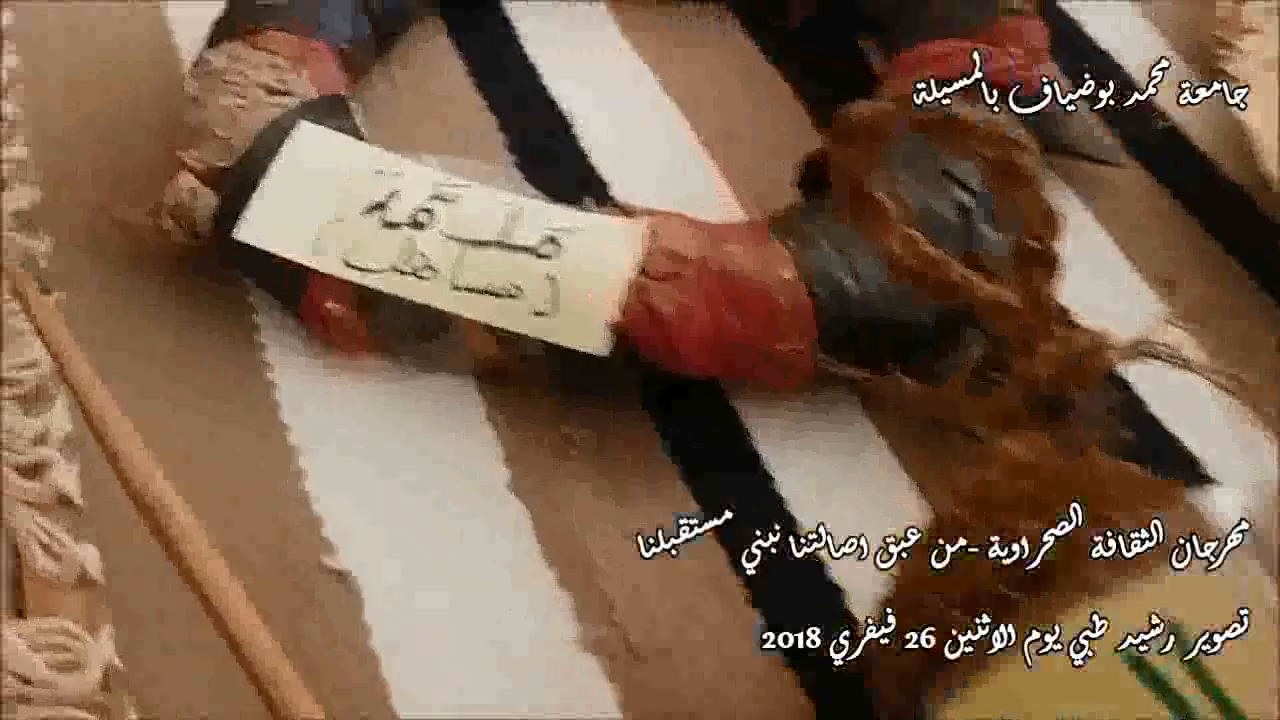 جامعة محمد بوضياف بالمسيلة
مهرجان الثقافة الصحراوية -من عبق اصالتنا نبني مستقبلنا
تصوير رشيد طبي يوم الاثنين 26 فيفري 2018